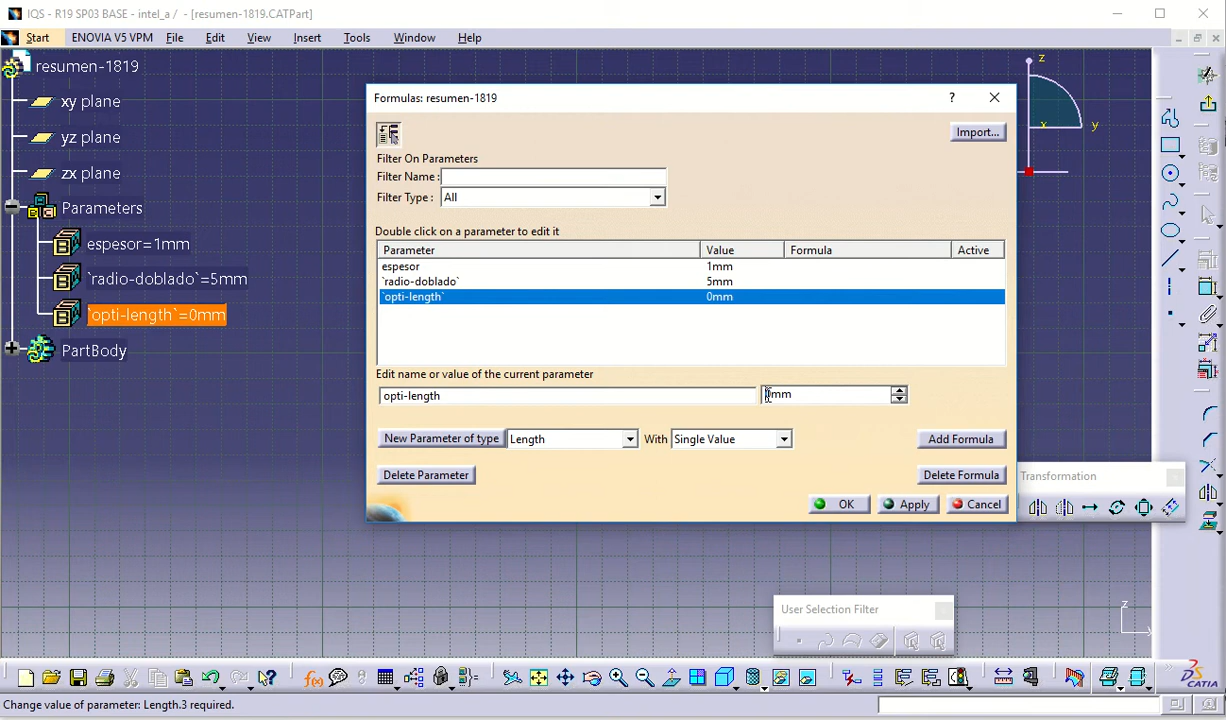 IQS - R19 SP03 BASE - intel_a / - [resumen-1819.CATPart]
Start ENOVIA V5 VPM File Edit View Insert Tools Window Help
resumen-1819
xy plane
yz plane
zx plane
Parameters
espesor=1mm
`radio-doblado`=5mm
`opti-length`=0mm
PartBody
Formulas: resumen-1819
?
Import...
Filter On Parameters
Filter Name :
Filter Type : All
Double click on a parameter to edit it
Parameter Value Formula Active
espesor 1mm
`radio-doblado` 5mm
`opti-length` 0mm
Edit name or value of the current parameter
opti-length 0mm
New Parameter of type Length With Single Value Add Formula
Delete Parameter Delete Formula
OK Apply Cancel
z
x y
Transformation
User Selection Filter
z
f(x)
CATIA
Change value of parameter: Length.3 required.